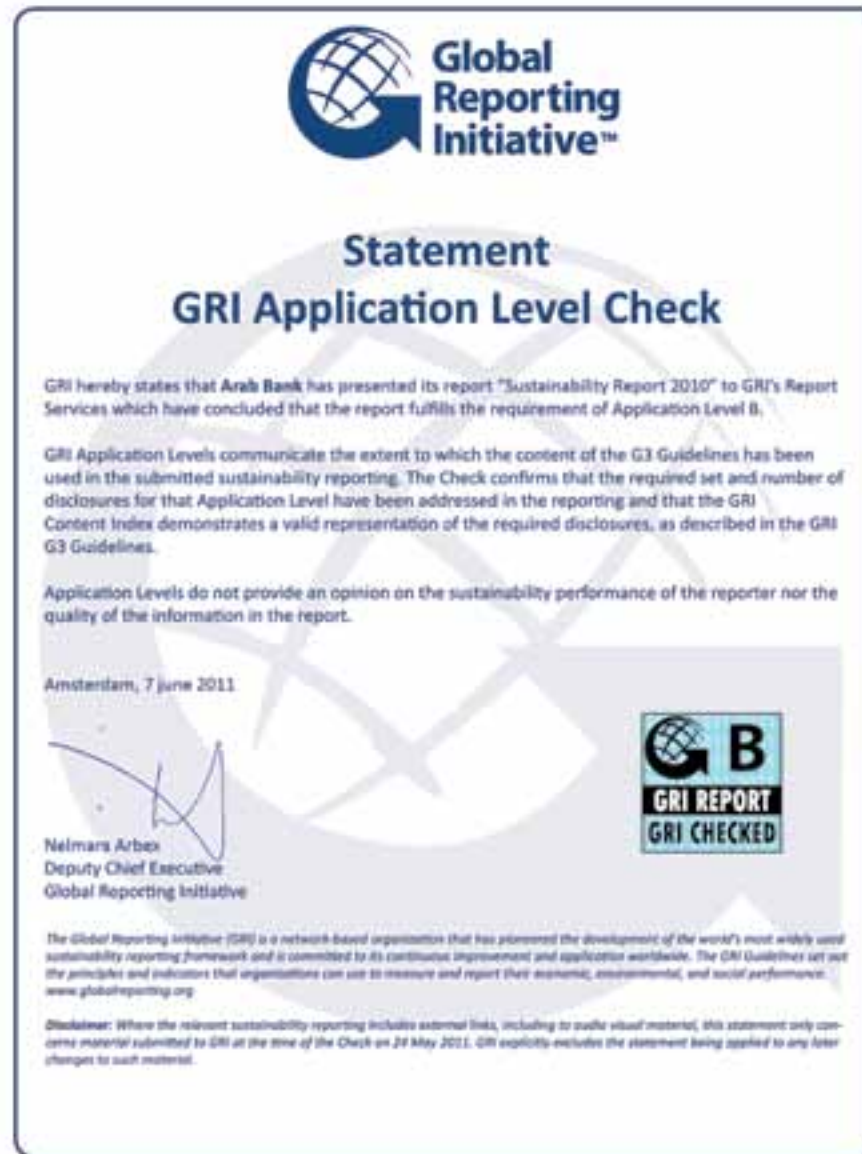 Global
Reporting
Initiative™
Statement
GRI Application Level Check
GRI hereby states that Arab Bank has presented its report "Sustainability Report 2010" to GRI's Report
Services which have concluded that the report fulfills the requirement of Application Level B.
GRI Application Levels communicate the extent to which the content of the G3 Guidelines has been
used in the submitted sustainability reporting. The Check confirms that the required set and number of
disclosures for that Application Level have been addressed in the reporting and that the GRI
Content Index demonstrates a valid representation of the required disclosures, as described in the GRI
G3 Guidelines.
Application Levels do not provide an opinion on the sustainability performance of the reporter nor the
quality of the information in the report.
Amsterdam, 7 june 2011
B
GRI REPORT
GRI CHECKED
Nelmara Arbex
Deputy Chief Executive
Global Reporting Initiative
The Global Reporting Initiative (GRI) is a network-based organization that has pioneered the development of the world's most widely used
sustainability reporting framework and is committed to its continuous improvement and application worldwide. The GRI Guidelines set out
the principles and indicators that organizations can use to measure and report their economic, environmental, and social performance.
www.globalreporting.org
Disclaimer: Where the relevant sustainability reporting includes external links, including to audio visual material, this statement only con-
cerns material submitted to GRI at the time of the Check on 24 May 2011. GRI explicitly excludes the statement being applied to any later
changes to such material.